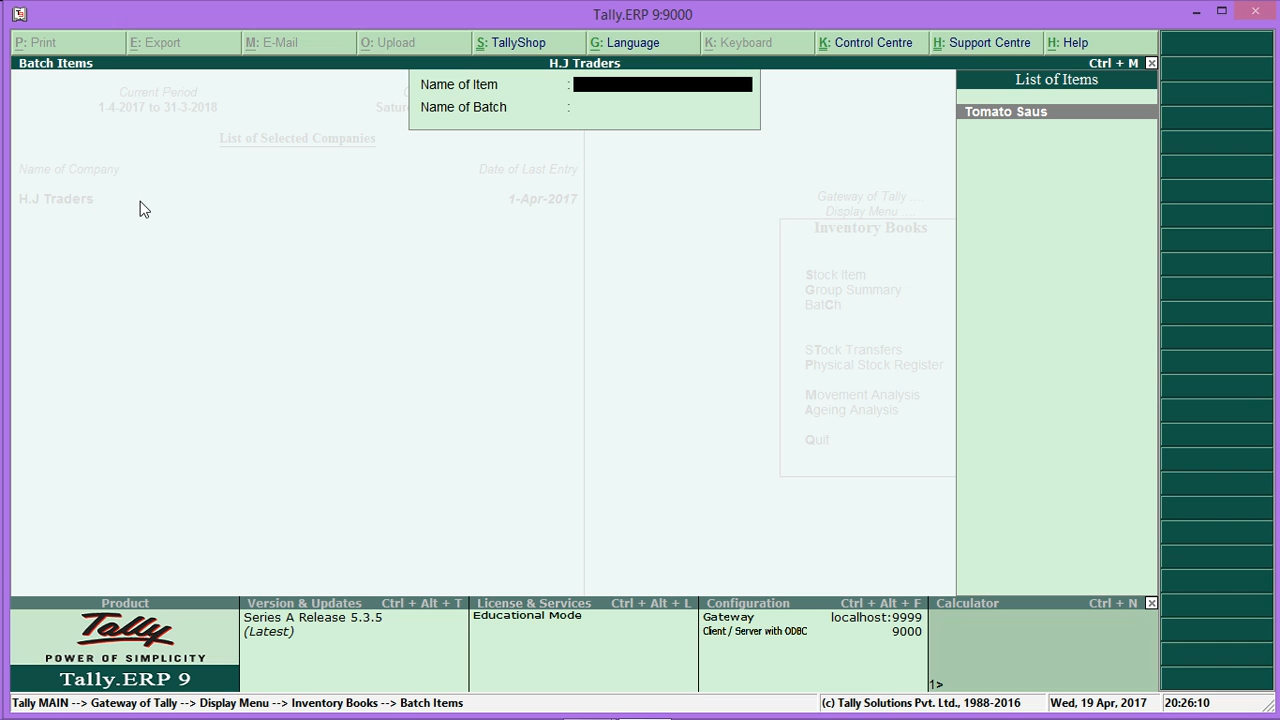 Tally.ERP 9:9000
P: Print E: Export M: E-Mail O: Upload S: TallyShop G: Language K: Keyboard K: Control Centre H: Support Centre H: Help
Batch Items H.J Traders Ctrl + M
Name of Item :
Name of Batch :
List of Items
Tomato Saus
Current Period
1-4-2017 to 31-3-2018
List of Selected Companies
Name of Company Date of Last Entry
H.J Traders 1-Apr-2017
Gateway of Tally ...
Display Menu ...
Inventory Books
Stock Item
Group Summary
BatCh
STock Transfers
Physical Stock Register
Movement Analysis
Ageing Analysis
Quit
Product
Tally
POWER OF SIMPLICITY
Tally.ERP 9
Version & Updates Ctrl + Alt + T
Series A Release 5.3.5
(Latest)
License & Services Ctrl + Alt + L
Educational Mode
Configuration Ctrl + Alt + F
Gateway localhost:9999
Client / Server with ODBC 9000
Calculator Ctrl + N
1>
Tally MAIN --> Gateway of Tally --> Display Menu --> Inventory Books --> Batch Items (c) Tally Solutions Pvt. Ltd., 1988-2016 Wed, 19 Apr, 2017 20:26:10